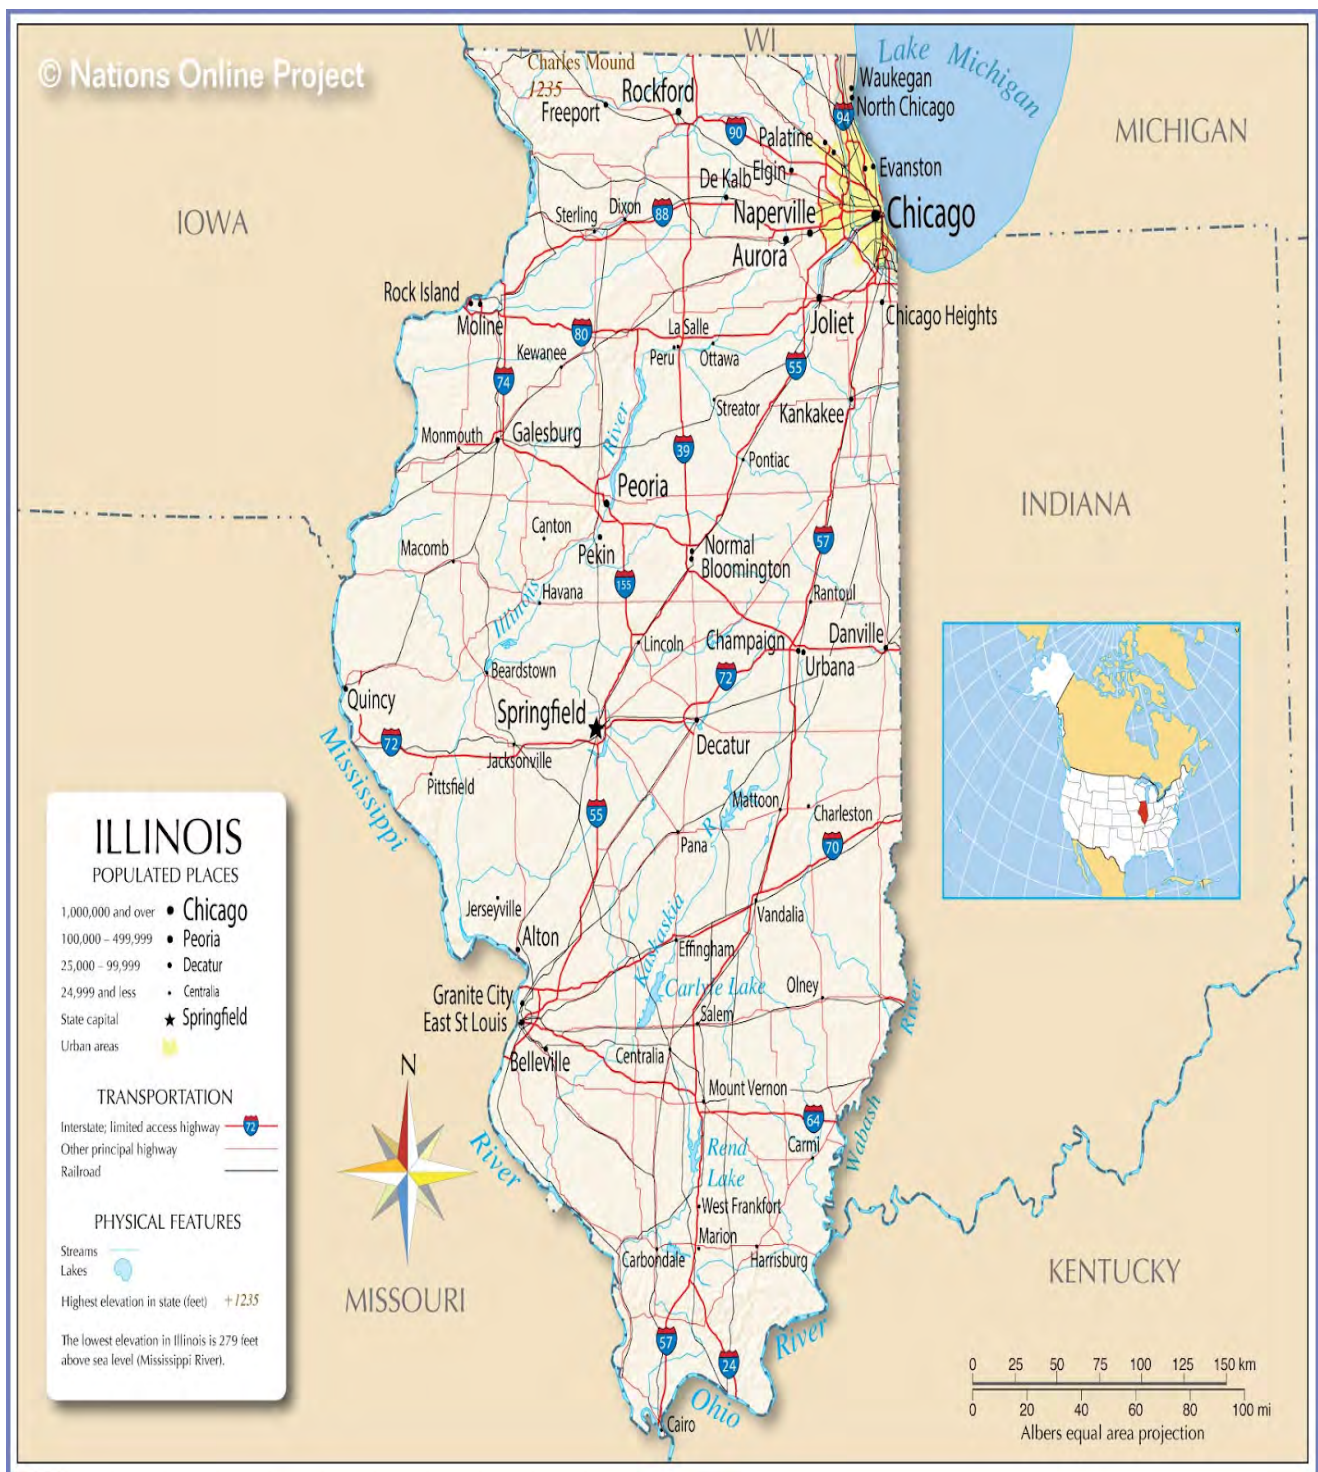 © Nations Online Project
WI
Lake Michigan
Charles Mound
1235
Waukegan
North Chicago
Rockford
Freeport
94
90
MICHIGAN
Palatine
Evanston
Elgin
De Kalb
IOWA
Dixon
Sterling
88
Naperville
Chicago
Aurora
Rock Island
Moline
Joliet
Chicago Heights
80
La Salle
Kewanee
Peru
Ottawa
55
74
Streator
Kankakee
River
Monmouth
Galesburg
39
Pontiac
Peoria
INDIANA
Canton
57
Macomb
Pekin
Normal
Bloomington
155
Havana
Rantoul
Illinois
Lincoln
Champaign
Danville
Urbana
Beardstown
72
Quincy
Springfield
Decatur
72
Jacksonville
Mississippi
Pittsfield
Mattoon
Charleston
R
55
70
Pana
Jerseyville
Vandalia
Alton
Kaskaskia
Effingham
Carlyle Lake
Olney
Granite City
East St Louis
Salem
River
Belleville
Centralia
Mount Vernon
64
Carmi
Wabash
Rend
Lake
River
West Frankfort
Marion
Carbondale
Harrisburg
MISSOURI
KENTUCKY
57
24
River
Ohio
Cairo
N
ILLINOIS
POPULATED PLACES
1,000,000 and over Chicago
100,000 – 499,999 Peoria
25,000 – 99,999 Decatur
24,999 and less Centralia
State capital Springfield
Urban areas
TRANSPORTATION
Interstate; limited access highway 72
Other principal highway
Railroad
PHYSICAL FEATURES
Streams
Lakes
Highest elevation in state (feet) +1235
The lowest elevation in Illinois is 279 feet
above sea level (Mississippi River).
0 25 50 75 100 125 150 km
0 20 40 60 80 100 mi
Albers equal area projection